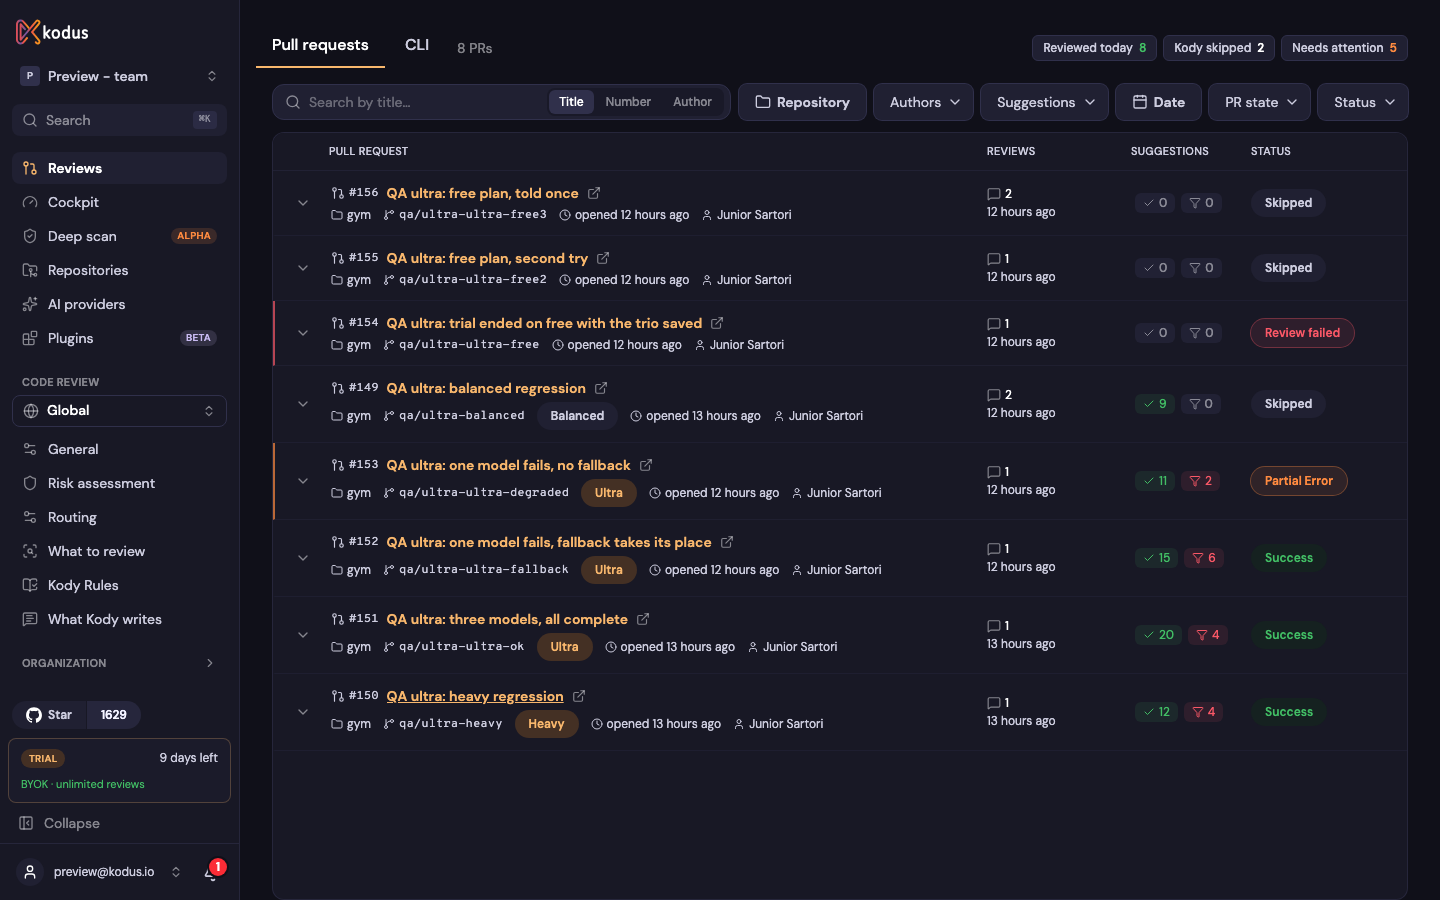 kodus
P Preview - team
Search ⌘K
Reviews
Cockpit
Deep scan ALPHA
Repositories
AI providers
Plugins BETA
CODE REVIEW
Global
General
Risk assessment
Routing
What to review
Kody Rules
What Kody writes
ORGANIZATION
Star 1629
TRIAL 9 days left
BYOK · unlimited reviews
Collapse
preview@kodus.io 1
Pull requests CLI 8 PRs
Reviewed today 8 Kody skipped 2 Needs attention 5
Search by title... Title Number Author Repository Authors Suggestions Date PR state Status
PULL REQUEST REVIEWS SUGGESTIONS STATUS
#156 QA ultra: free plan, told once 2
gym qa/ultra-ultra-free3 opened 12 hours ago Junior Sartori 12 hours ago 0 0 Skipped
#155 QA ultra: free plan, second try 1
gym qa/ultra-ultra-free2 opened 12 hours ago Junior Sartori 12 hours ago 0 0 Skipped
#154 QA ultra: trial ended on free with the trio saved 1
gym qa/ultra-ultra-free opened 12 hours ago Junior Sartori 12 hours ago 0 0 Review failed
#149 QA ultra: balanced regression 2
gym qa/ultra-balanced Balanced opened 13 hours ago Junior Sartori 12 hours ago 9 0 Skipped
#153 QA ultra: one model fails, no fallback 1
gym qa/ultra-ultra-degraded Ultra opened 12 hours ago Junior Sartori 12 hours ago 11 2 Partial Error
#152 QA ultra: one model fails, fallback takes its place 1
gym qa/ultra-ultra-fallback Ultra opened 12 hours ago Junior Sartori 12 hours ago 15 6 Success
#151 QA ultra: three models, all complete 1
gym qa/ultra-ultra-ok Ultra opened 13 hours ago Junior Sartori 13 hours ago 20 4 Success
#150 QA ultra: heavy regression 1
gym qa/ultra-heavy Heavy opened 13 hours ago Junior Sartori 13 hours ago 12 4 Success